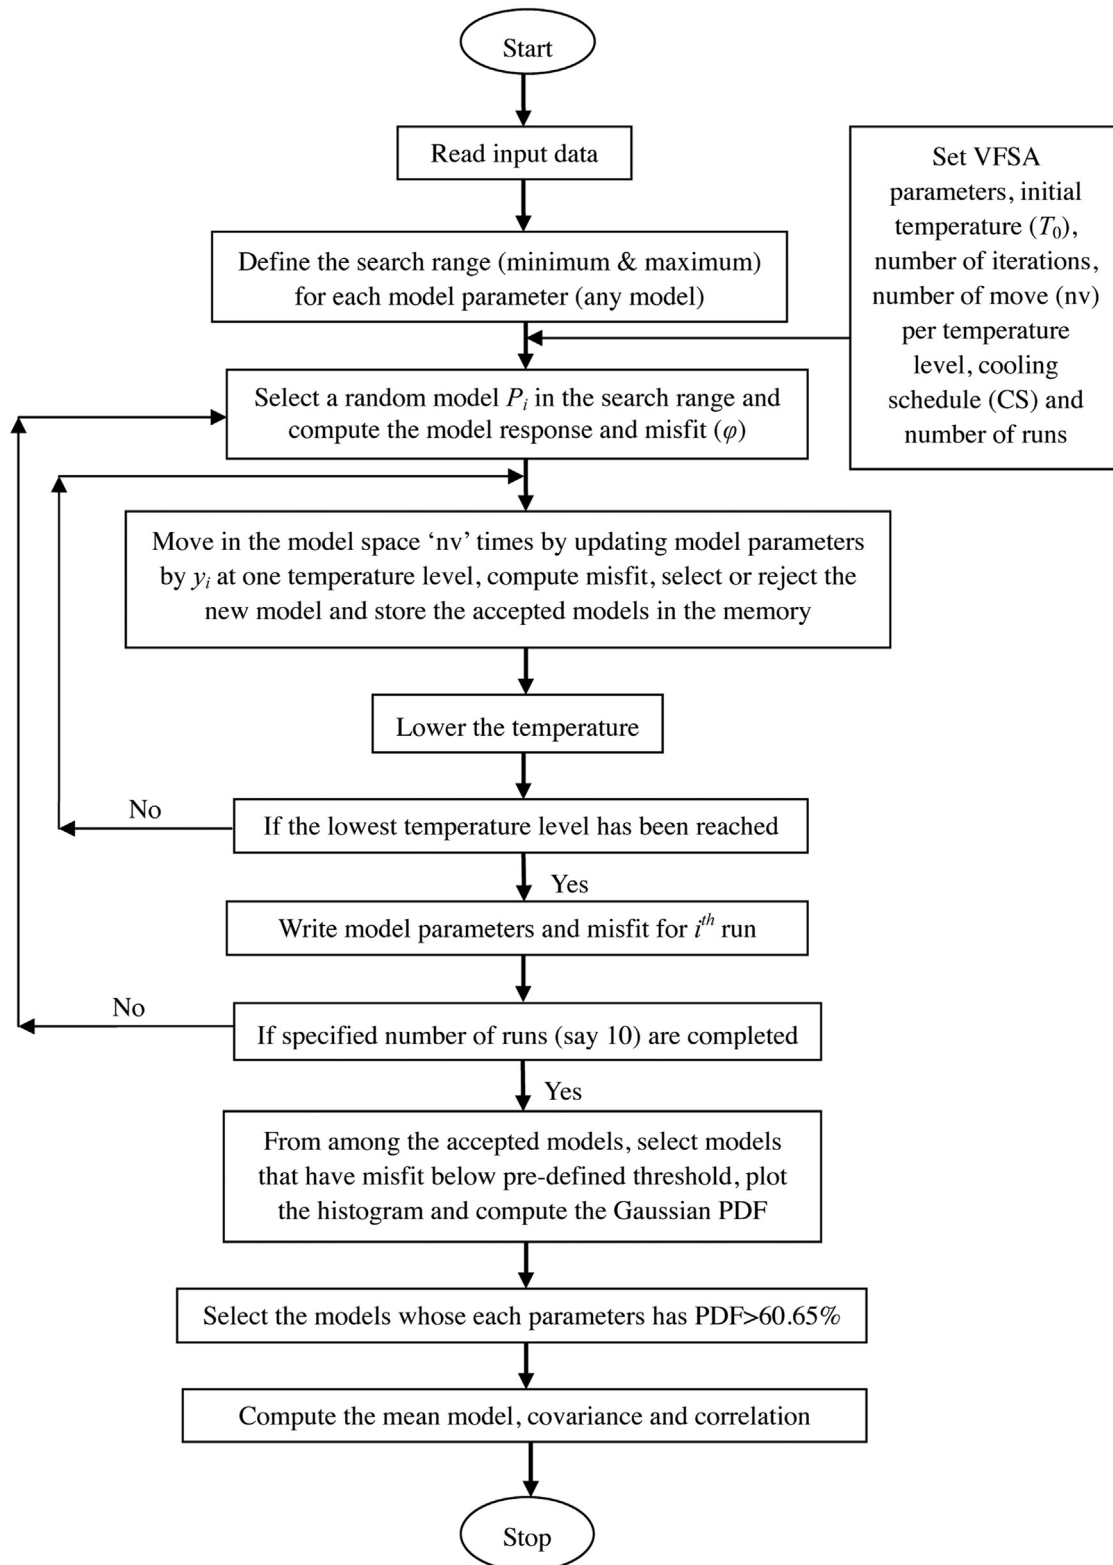 Start
Read input data
Set VFSA
parameters, initial
temperature (T₀),
number of iterations,
number of move (nv)
per temperature
level, cooling
schedule (CS) and
number of runs
Define the search range (minimum & maximum)
for each model parameter (any model)
Select a random model Pᵢ in the search range and
compute the model response and misfit (φ)
Move in the model space ‘nv’ times by updating model parameters
by yᵢ at one temperature level, compute misfit, select or reject the
new model and store the accepted models in the memory
Lower the temperature
No
If the lowest temperature level has been reached
Yes
Write model parameters and misfit for iᵗʰ run
No
If specified number of runs (say 10) are completed
Yes
From among the accepted models, select models
that have misfit below pre-defined threshold, plot
the histogram and compute the Gaussian PDF
Select the models whose each parameters has PDF>60.65%
Compute the mean model, covariance and correlation
Stop